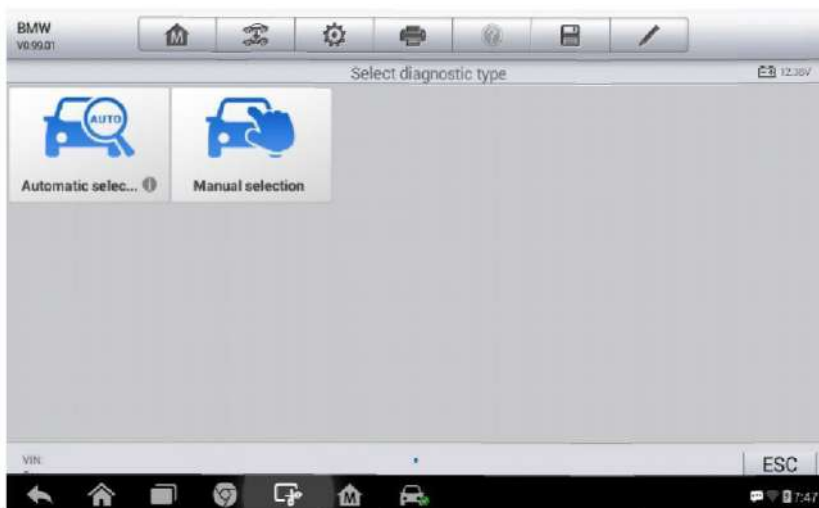 BMW
V0.99.01
M
Select diagnostic type
12.38V
AUTO
Automatic selec...
Manual selection
VIN:
ESC
M
7:47